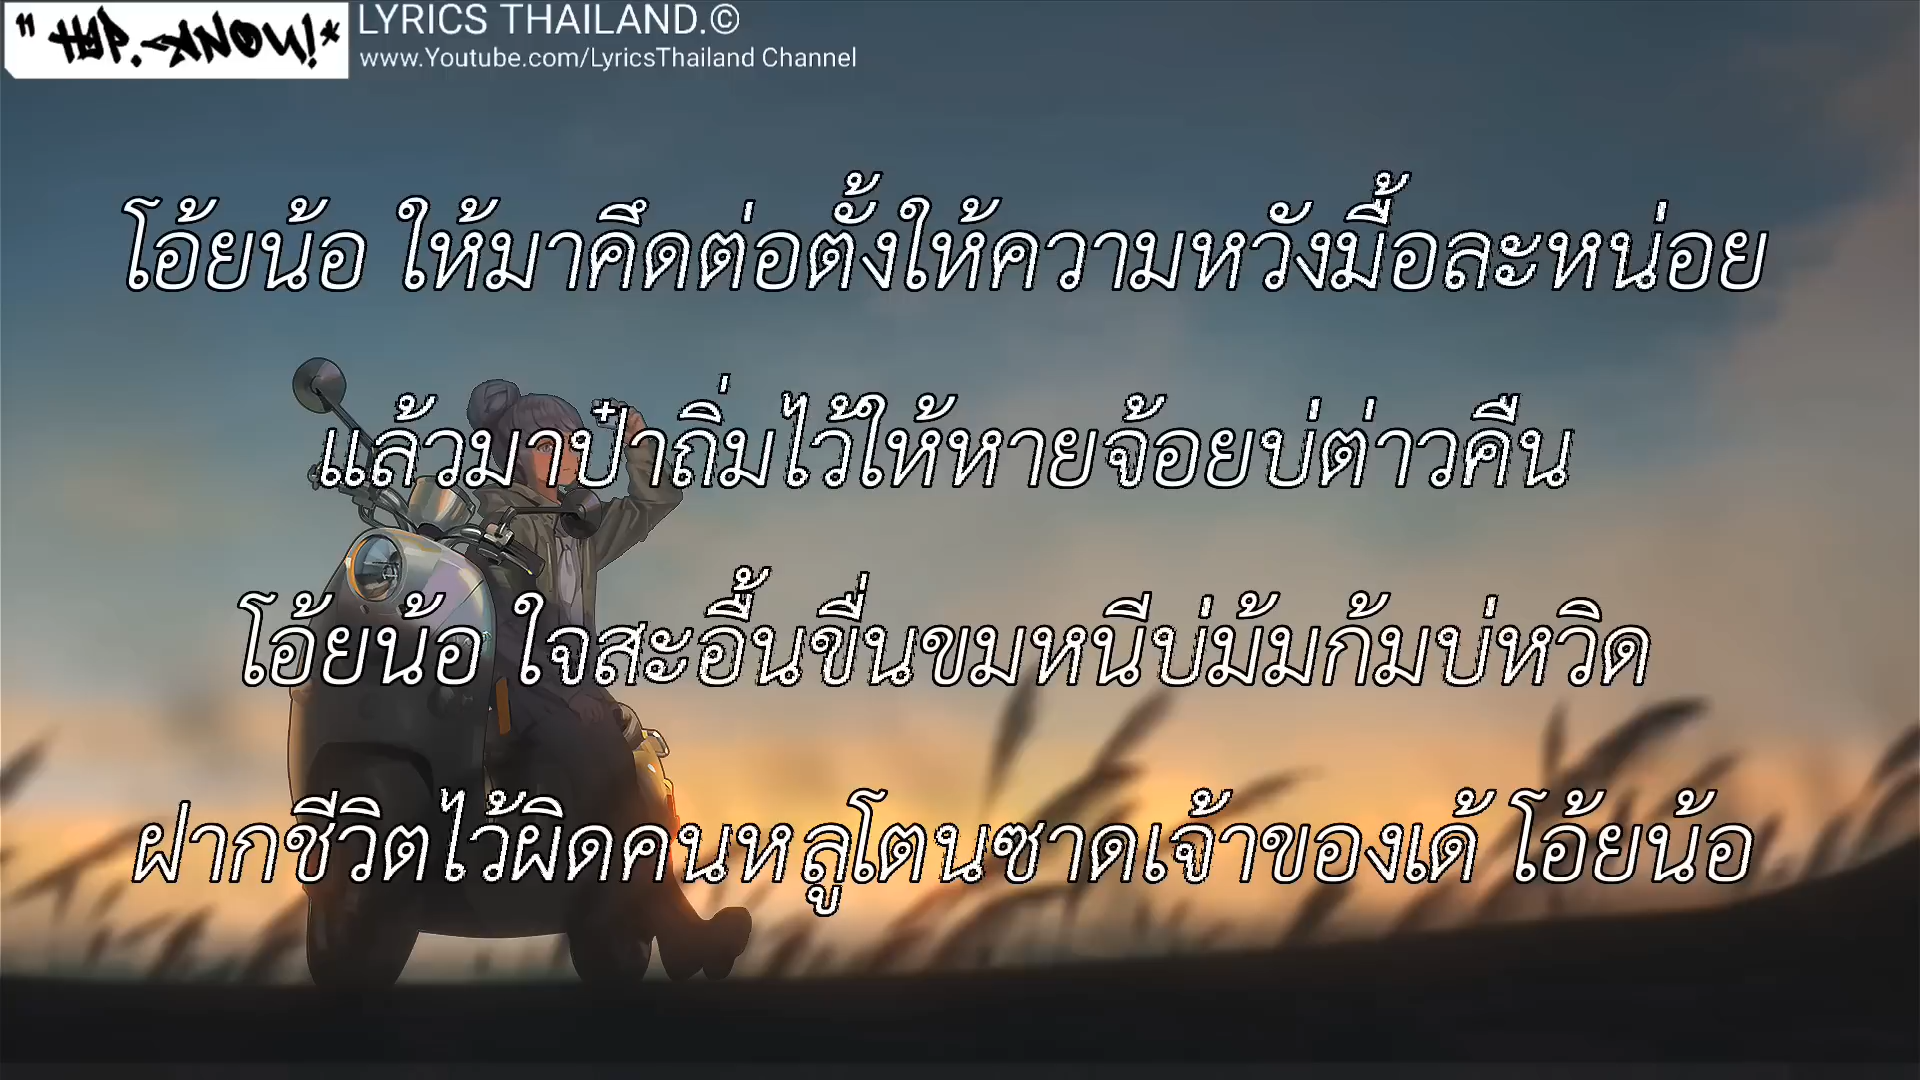 " HYP.-KNOW!*
LYRICS THAILAND.©
www.Youtube.com/LyricsThailand Channel
โอ้ยน้อ ให้มาคึดต่อตั้งให้ความหวังมื้อละหน่อย
แล้วมาป๋าถิ่มไว้ให้หายจ้อยบ่ต่าวคืน
โอ้ยน้อ ใจสะอื้นขื่นขมหนีบ่ม้มก้มบ่หวิด
ฝากชีวิตไว้ผิดคนหลูโตนซาดเจ้าของเด้ โอ้ยน้อ